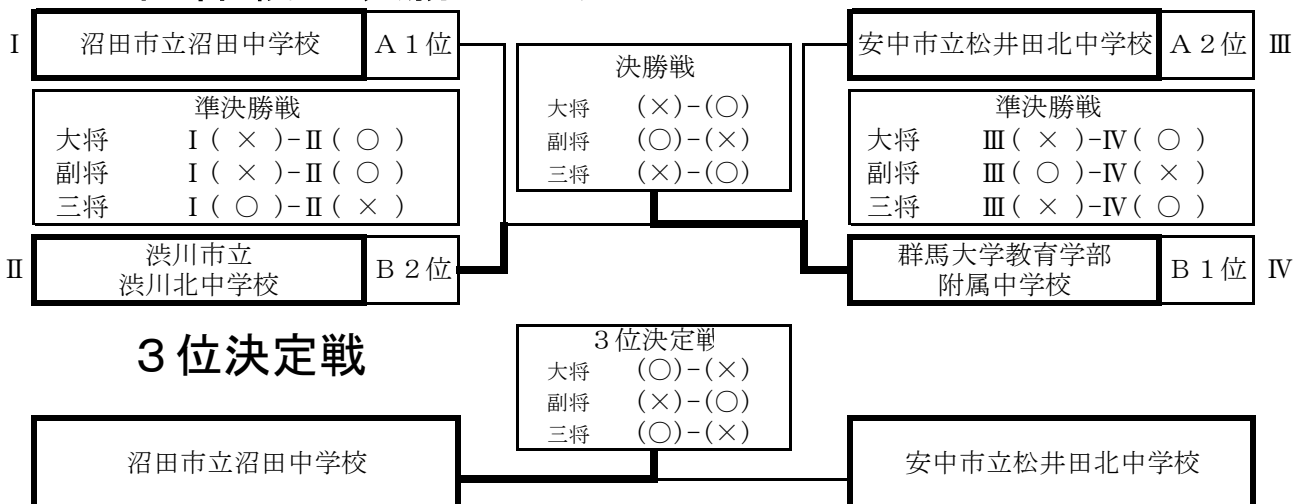 Ⅰ 沼田市立沼田中学校 A1位
準決勝戦
大将 Ⅰ(×)-Ⅱ(○)
副将 Ⅰ(×)-Ⅱ(○)
三将 Ⅰ(○)-Ⅱ(×)
Ⅱ 渋川市立
渋川北中学校 B2位
決勝戦
大将 (×)-(○)
副将 (○)-(×)
三将 (×)-(○)
安中市立松井田北中学校 A2位 Ⅲ
準決勝戦
大将 Ⅲ(×)-Ⅳ(○)
副将 Ⅲ(○)-Ⅳ(×)
三将 Ⅲ(×)-Ⅳ(○)
群馬大学教育学部
附属中学校 B1位 Ⅳ
3位決定戦
3位決定戦
大将 (○)-(×)
副将 (×)-(○)
三将 (○)-(×)
沼田市立沼田中学校
安中市立松井田北中学校